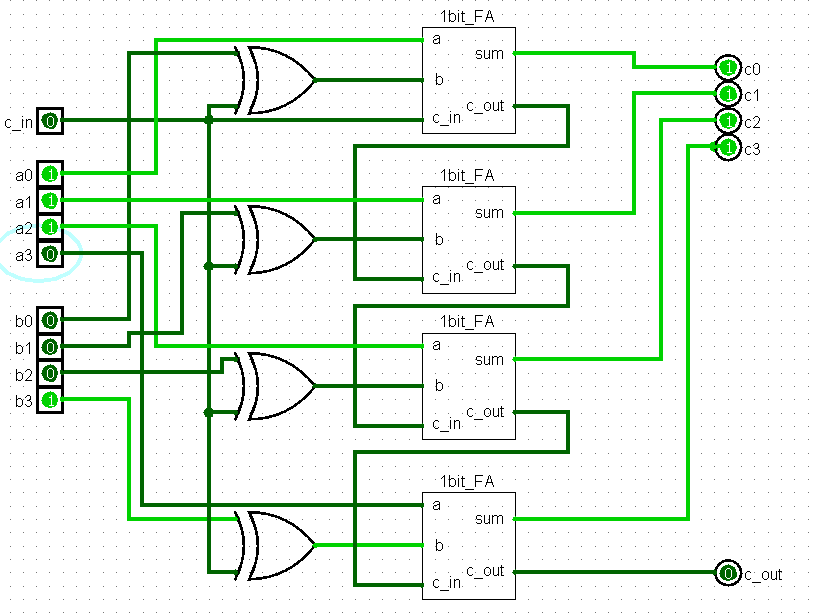 1bit_FA
a
sum
b
c_out
c_in
c_in 0
a0 1
a1 1
a2 1
a3 0
b0 0
b1 0
b2 0
b3 1
1bit_FA
a
sum
b
c_out
c_in
1bit_FA
a
sum
b
c_out
c_in
1bit_FA
a
sum
b
c_out
c_in
1 c0
1 c1
1 c2
1 c3
0 c_out